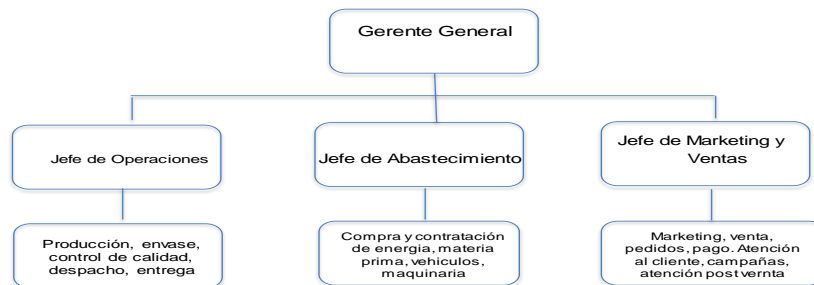 Gerente General
Jefe de Operaciones
Jefe de Abastecimiento
Jefe de Marketing y
Ventas
Producción, envase,
control de calidad,
despacho, entrega
Compra y contratación
de energía, materia
prima, vehiculos,
maquinaria
Marketing, venta,
pedidos, pago. Atención
al cliente, campañas,
atención post vernta